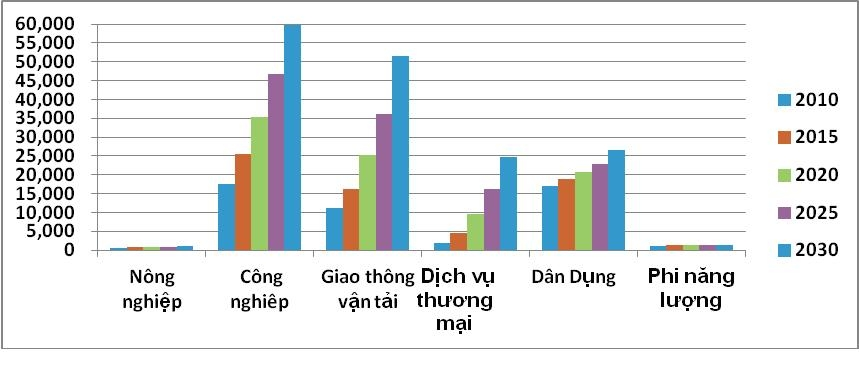 60,000
55,000
50,000
45,000
40,000
35,000
30,000
25,000
20,000
15,000
10,000
5,000
0
Nông
nghiệp
Công
nghiêp
Giao thông
vận tải
Dịch vụ
thương
mại
Dân Dụng
Phi năng
lượng
2010
2015
2020
2025
2030